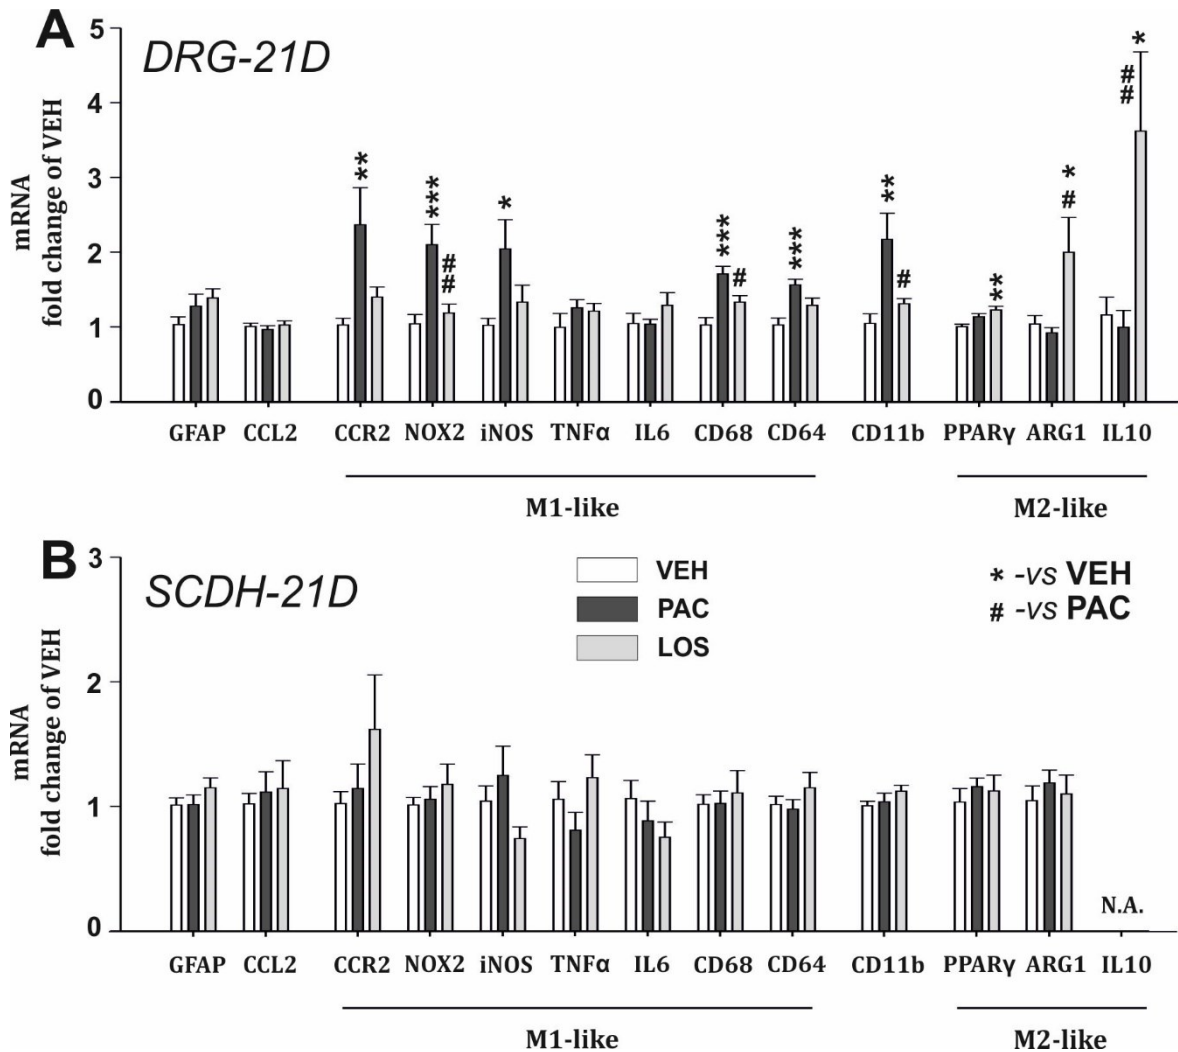 A
DRG-21D
mRNA
fold change of VEH
5
4
3
2
1
0
** *** ## * *** # *** ** # ** # * ## *
GFAP CCL2 CCR2 NOX2 iNOS TNFα IL6 CD68 CD64 CD11b PPARγ ARG1 IL10
M1-like M2-like
B
SCDH-21D
mRNA
fold change of VEH
3
2
1
0
VEH
PAC
LOS
* -vs VEH
# -vs PAC
N.A.
GFAP CCL2 CCR2 NOX2 iNOS TNFα IL6 CD68 CD64 CD11b PPARγ ARG1 IL10
M1-like M2-like